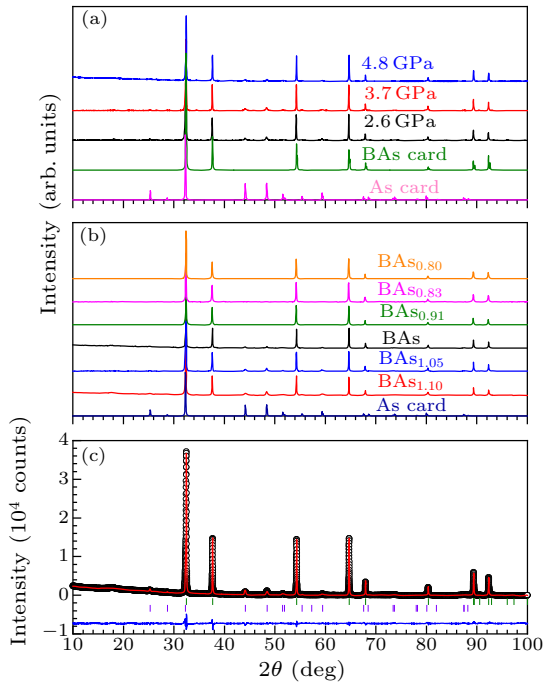 (a)
4.8 GPa
3.7 GPa
2.6 GPa
BAs card
As card
Intensity (arb. units)
(b)
BAs₀.₈₀
BAs₀.₈₃
BAs₀.₉₁
BAs
BAs₁.₀₅
BAs₁.₁₀
As card
(c)
4
3
2
1
0
−1
Intensity (10⁴ counts)
10 20 30 40 50 60 70 80 90 100
2θ (deg)